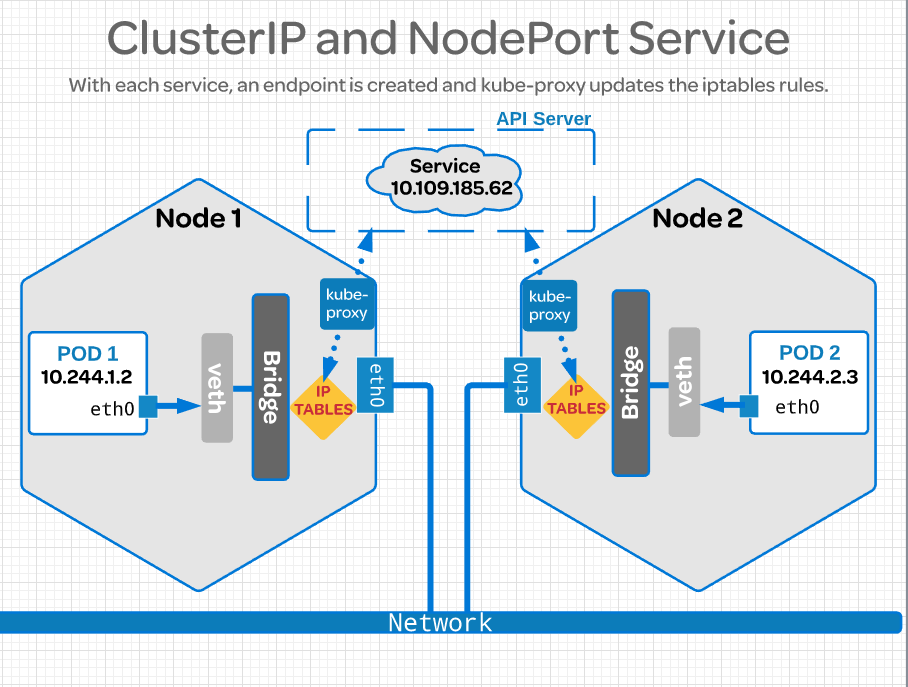 ClusterIP and NodePort Service
With each service, an endpoint is created and kube-proxy updates the iptables rules.
API Server
Service
10.109.185.62
Node 1
kube-
proxy
POD 1
10.244.1.2
eth0
veth
Bridge
IP
TABLES
eth0
Node 2
kube-
proxy
eth0
IP
TABLES
Bridge
veth
POD 2
10.244.2.3
eth0
Network